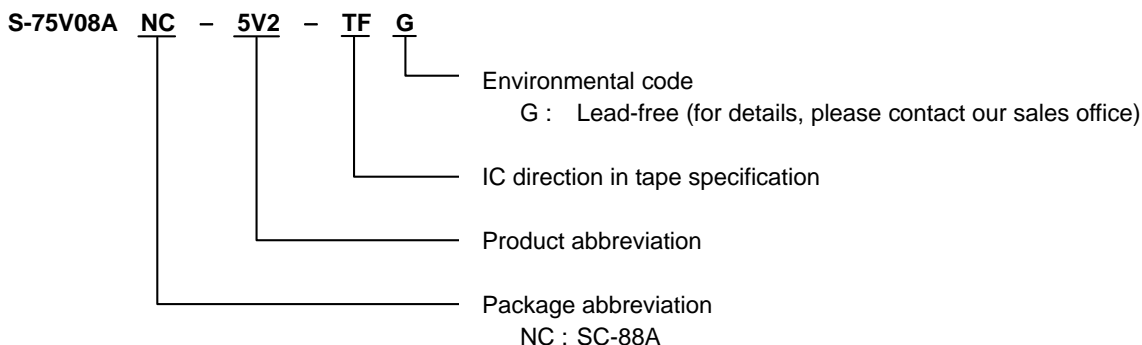 S-75V08A NC – 5V2 – TF G
Environmental code
G : Lead-free (for details, please contact our sales office)
IC direction in tape specification
Product abbreviation
Package abbreviation
NC : SC-88A